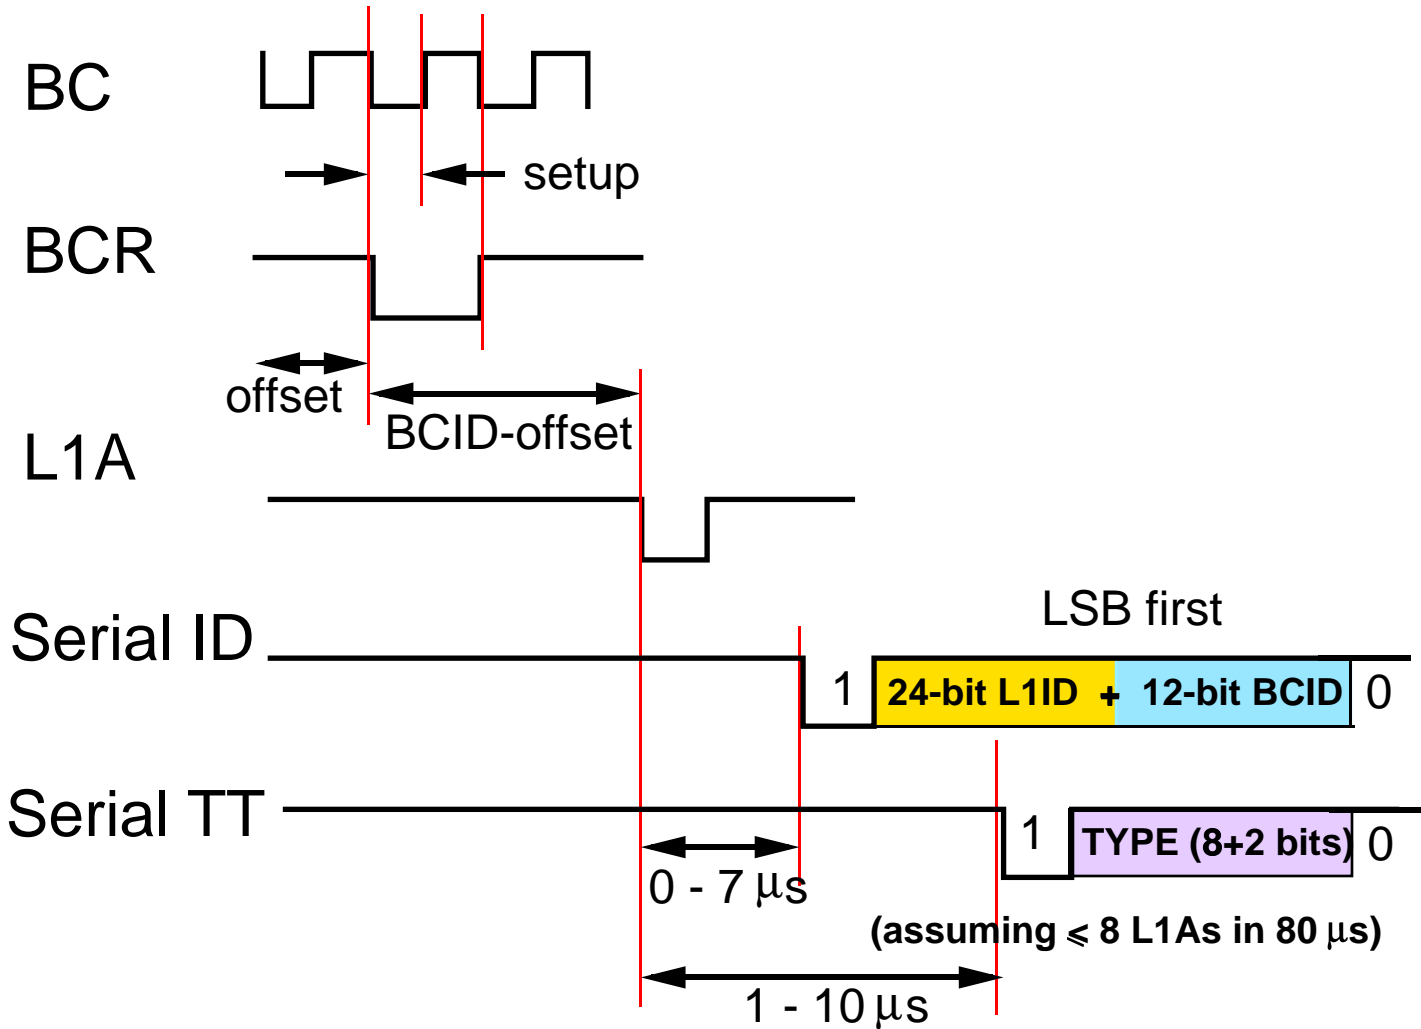 BC
setup
BCR
offset
BCID-offset
L1A
LSB first
Serial ID
1 24-bit L1ID + 12-bit BCID 0
Serial TT
1 TYPE (8+2 bits) 0
0 - 7 μs
(assuming ⩽ 8 L1As in 80 μs)
1 - 10 μs